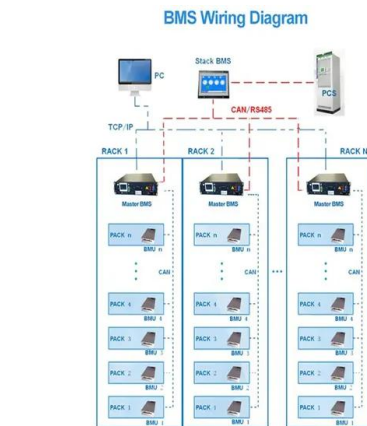 BMS Wiring Diagram
Stack BMS
PC
PCS
CAN/RS485
TCP/IP
RACK 1
RACK 2
RACK N
Master BMS
Master BMS
Master BMS
PACK n
PACK n
PACK n
BMU n
BMU n
BMU n
CAN
CAN
CAN
PACK 4
PACK 4
PACK 4
BMU 4
BMU 4
BMU 4
PACK 3
PACK 3
PACK 3
BMU 3
BMU 3
BMU 3
PACK 2
PACK 2
PACK 2
BMU 2
BMU 2
BMU 2
PACK 1
PACK 1
PACK 1
BMU 1
BMU 1
BMU 1